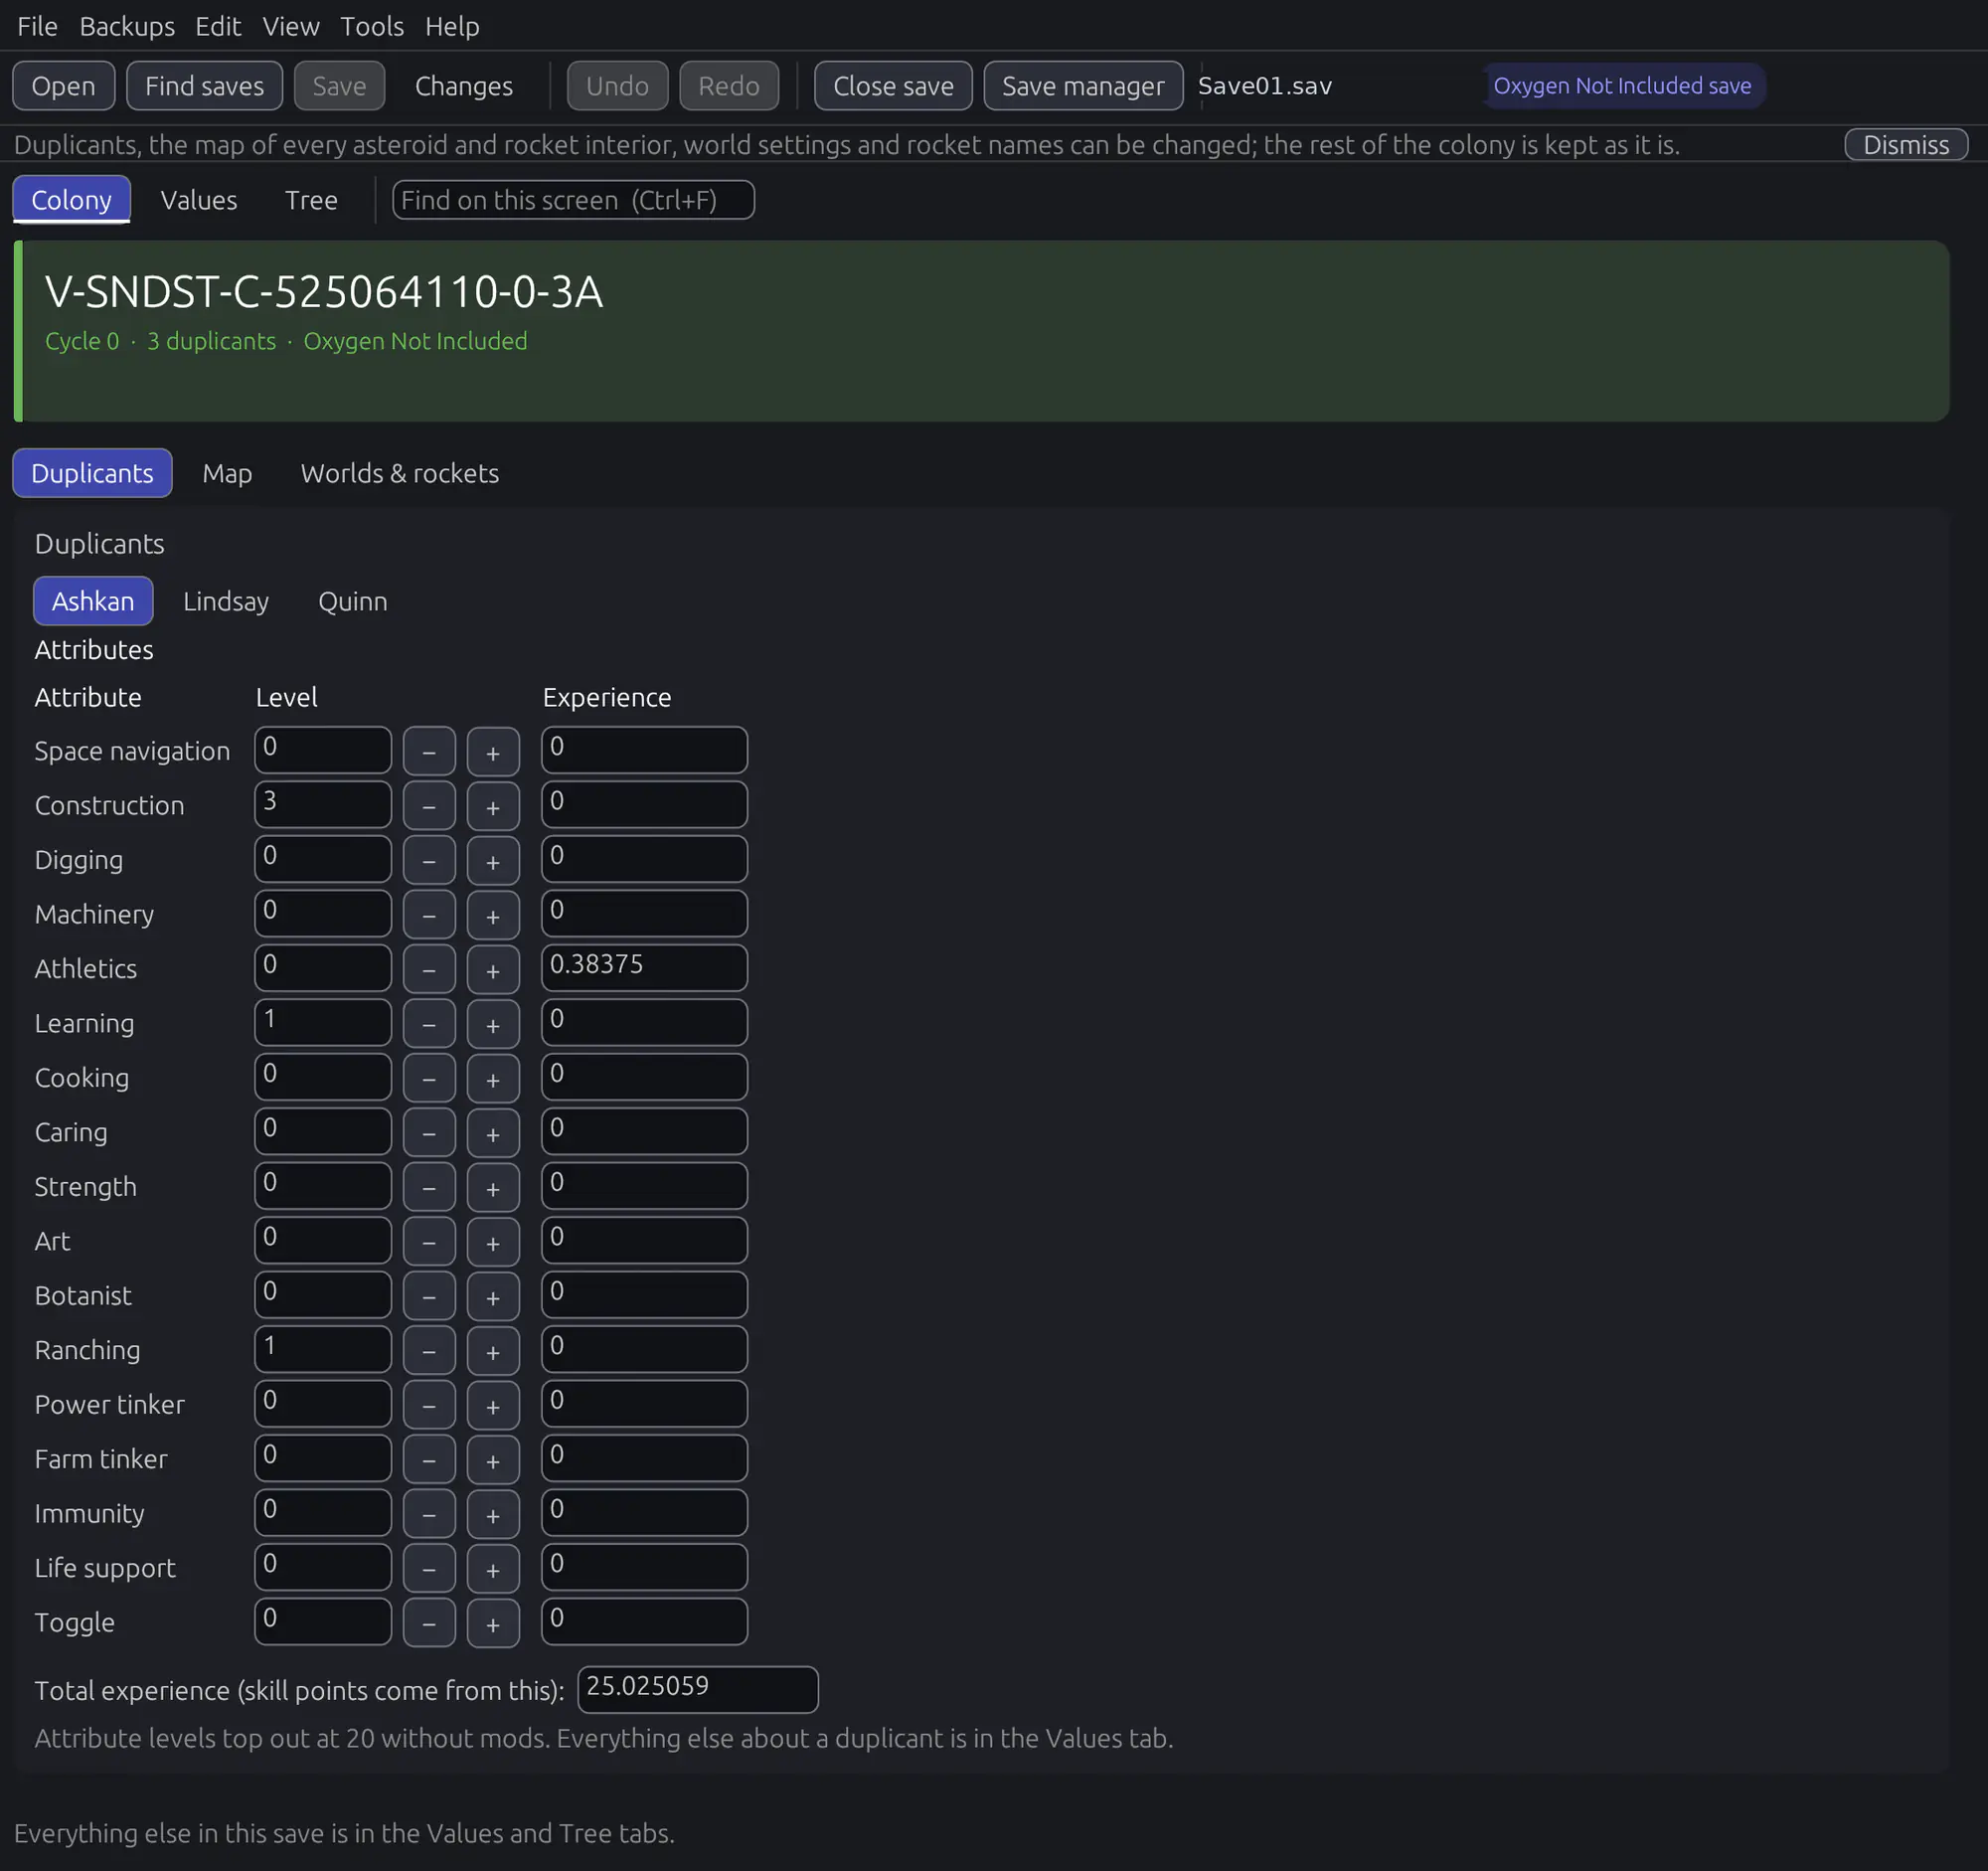 File Backups Edit View Tools Help
Open Find saves Save Changes Undo Redo Close save Save manager Save01.sav Oxygen Not Included save
Duplicants, the map of every asteroid and rocket interior, world settings and rocket names can be changed; the rest of the colony is kept as it is. Dismiss
Colony Values Tree Find on this screen (Ctrl+F)
V-SNDST-C-525064110-0-3A
Cycle 0 · 3 duplicants · Oxygen Not Included
Duplicants Map Worlds & rockets
Duplicants
Ashkan Lindsay Quinn
Attributes
Attribute Level Experience
Space navigation 0 − + 0
Construction 3 − + 0
Digging 0 − + 0
Machinery 0 − + 0
Athletics 0 − + 0.38375
Learning 1 − + 0
Cooking 0 − + 0
Caring 0 − + 0
Strength 0 − + 0
Art 0 − + 0
Botanist 0 − + 0
Ranching 1 − + 0
Power tinker 0 − + 0
Farm tinker 0 − + 0
Immunity 0 − + 0
Life support 0 − + 0
Toggle 0 − + 0
Total experience (skill points come from this): 25.025059
Attribute levels top out at 20 without mods. Everything else about a duplicant is in the Values tab.
Everything else in this save is in the Values and Tree tabs.